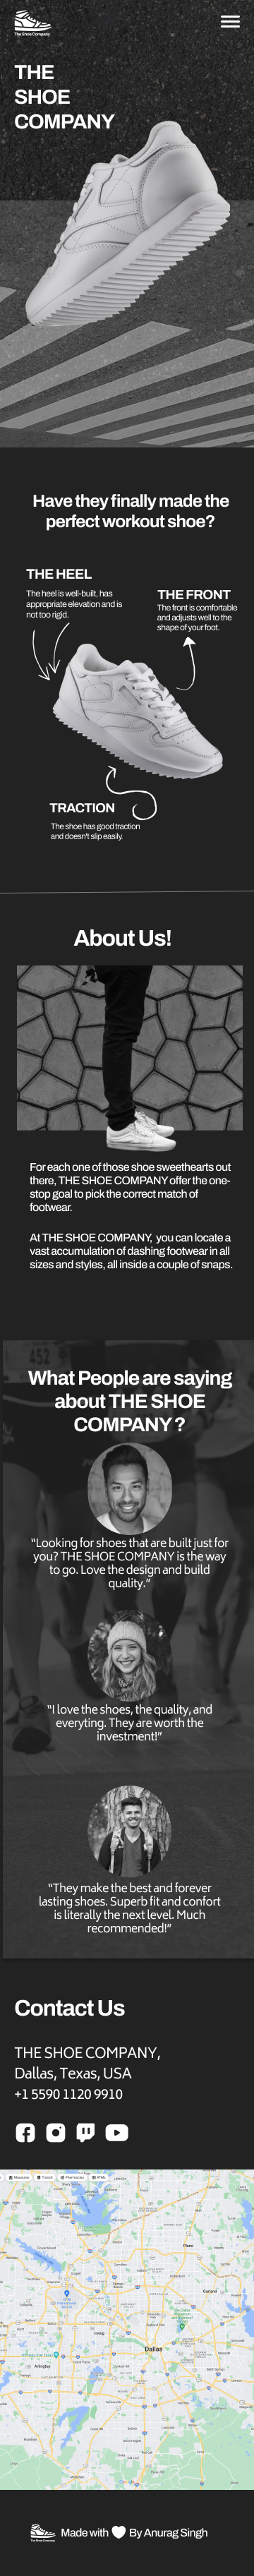 The Shoe Company
THE
SHOE
COMPANY
Have they finally made the
perfect workout shoe?
THE HEEL
The heel is well-built, has
appropriate elevation and is
not too rigid.
THE FRONT
The front is comfortable
and adjusts well to the
shape of your foot.
TRACTION
The shoe has good traction
and doesn't slip easily.
About Us!
For each one of those shoe sweethearts out
there, THE SHOE COMPANY offer the one-
stop goal to pick the correct match of
footwear.
At THE SHOE COMPANY, you can locate a
vast accumulation of dashing footwear in all
sizes and styles, all inside a couple of snaps.
What People are saying
about THE SHOE
COMPANY ?
“Looking for shoes that are built just for
you? THE SHOE COMPANY is the way
to go. Love the design and build
quality.”
“I love the shoes, the quality, and
everyting. They are worth the
investment!”
“They make the best and forever
lasting shoes. Superb fit and confort
is literally the next level. Much
recommended!”
Contact Us
THE SHOE COMPANY,
Dallas, Texas, USA
+1 5590 1120 9910
Museums
Transit
Pharmacies
ATMs
Plano
Garland
Irving
Dallas
Arlington
Made with By Anurag Singh